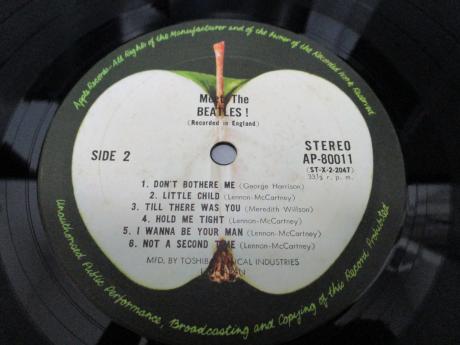 Apple Records-All Rights of the Manufacturer and of the Owner of the Recorded Work Reserved
Meet The
BEATLES!
(Recorded in England)
SIDE 2
STEREO
AP-80011
(ST-X-2-2047)
33⅓ r. p. m.
1. DON'T BOTHERE ME (George Harrison)
2. LITTLE CHILD (Lennon-McCartney)
3. TILL THERE WAS YOU (Meredith Willson)
4. HOLD ME TIGHT (Lennon-McCartney)
5. I WANNA BE YOUR MAN (Lennon-McCartney)
6. NOT A SECOND TIME (Lennon-McCartney)
MFD. BY TOSHIBA MUSICAL INDUSTRIES
Unauthorised Public Performance, Broadcasting and Copying of this Record Prohibited